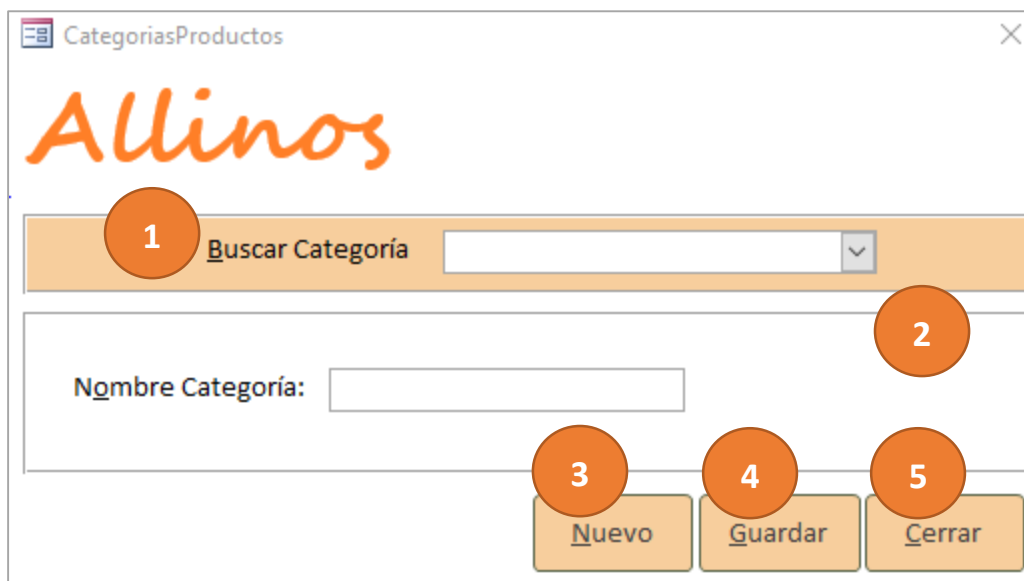 CategoriasProductos
Allinos
1
Buscar Categoría
2
Nombre Categoría:
3 4 5
Nuevo Guardar Cerrar